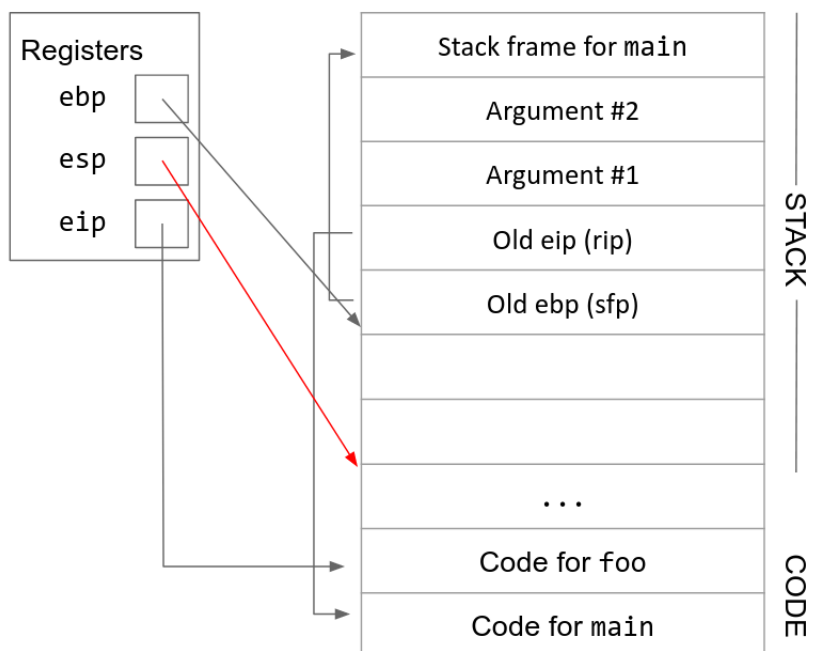 Registers
ebp
esp
eip
Stack frame for main
Argument #2
Argument #1
Old eip (rip)
Old ebp (sfp)
...
Code for foo
Code for main
STACK
CODE